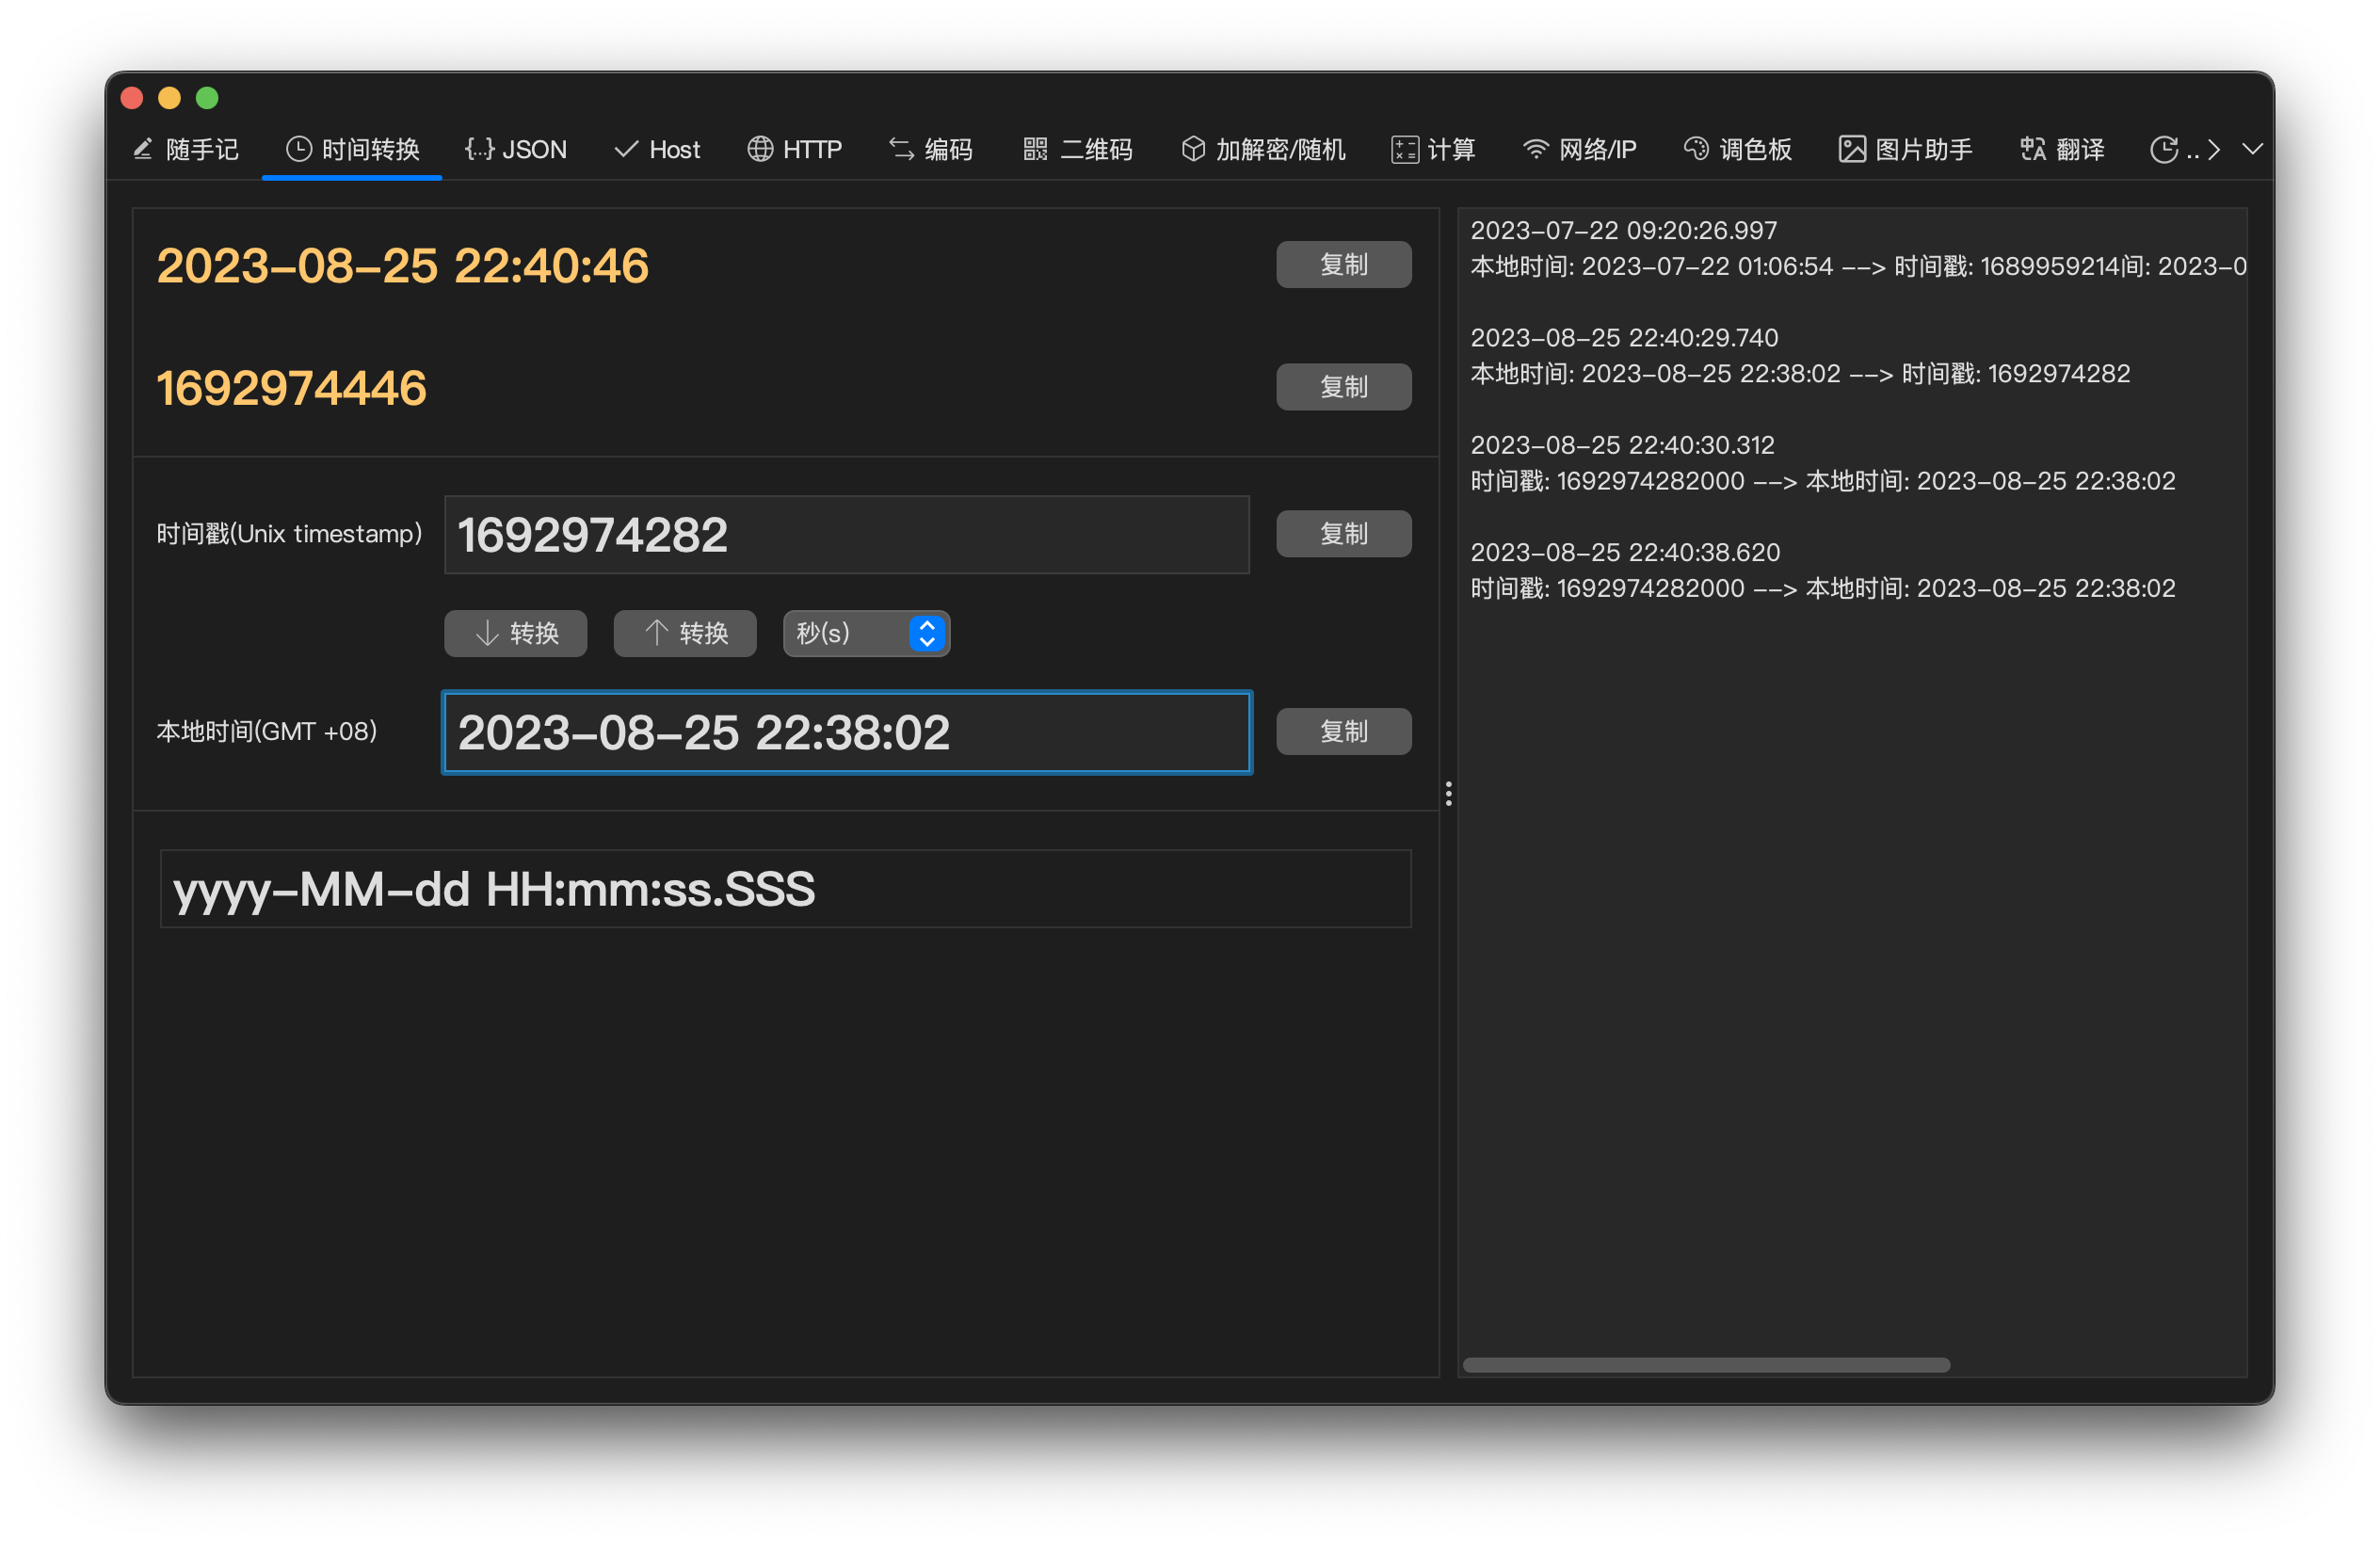 随手记 时间转换 {...} JSON Host HTTP 编码 二维码 加解密/随机 计算 网络/IP 调色板 图片助手 翻译 ..
2023-08-25 22:40:46 复制
1692974446 复制
时间戳(Unix timestamp) 1692974282 复制
转换 转换 秒(s)
本地时间(GMT +08) 2023-08-25 22:38:02 复制
yyyy-MM-dd HH:mm:ss.SSS
2023-07-22 09:20:26.997
本地时间: 2023-07-22 01:06:54 --> 时间戳: 1689959214间: 2023-0
2023-08-25 22:40:29.740
本地时间: 2023-08-25 22:38:02 --> 时间戳: 1692974282
2023-08-25 22:40:30.312
时间戳: 1692974282000 --> 本地时间: 2023-08-25 22:38:02
2023-08-25 22:40:38.620
时间戳: 1692974282000 --> 本地时间: 2023-08-25 22:38:02